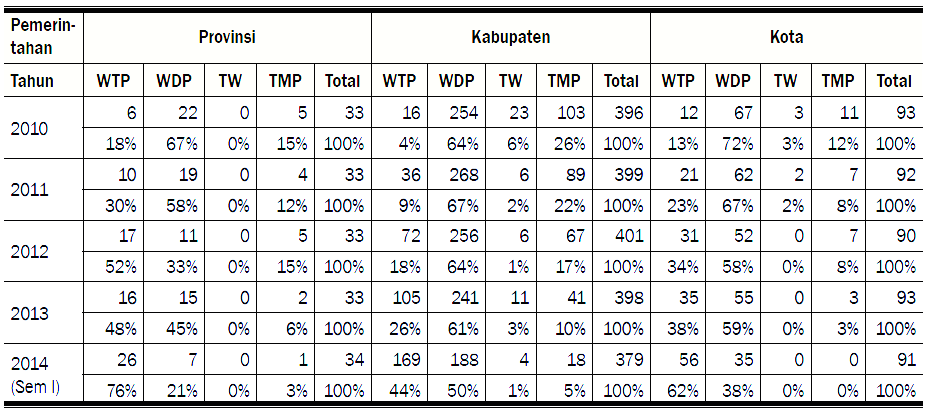 Pemerin-
tahan Provinsi Kabupaten Kota
Tahun WTP WDP TW TMP Total WTP WDP TW TMP Total WTP WDP TW TMP Total
2010 6 22 0 5 33 16 254 23 103 396 12 67 3 11 93
18% 67% 0% 15% 100% 4% 64% 6% 26% 100% 13% 72% 3% 12% 100%
2011 10 19 0 4 33 36 268 6 89 399 21 62 2 7 92
30% 58% 0% 12% 100% 9% 67% 2% 22% 100% 23% 67% 2% 8% 100%
2012 17 11 0 5 33 72 256 6 67 401 31 52 0 7 90
52% 33% 0% 15% 100% 18% 64% 1% 17% 100% 34% 58% 0% 8% 100%
2013 16 15 0 2 33 105 241 11 41 398 35 55 0 3 93
48% 45% 0% 6% 100% 26% 61% 3% 10% 100% 38% 59% 0% 3% 100%
2014 26 7 0 1 34 169 188 4 18 379 56 35 0 0 91
(Sem I) 76% 21% 0% 3% 100% 44% 50% 1% 5% 100% 62% 38% 0% 0% 100%